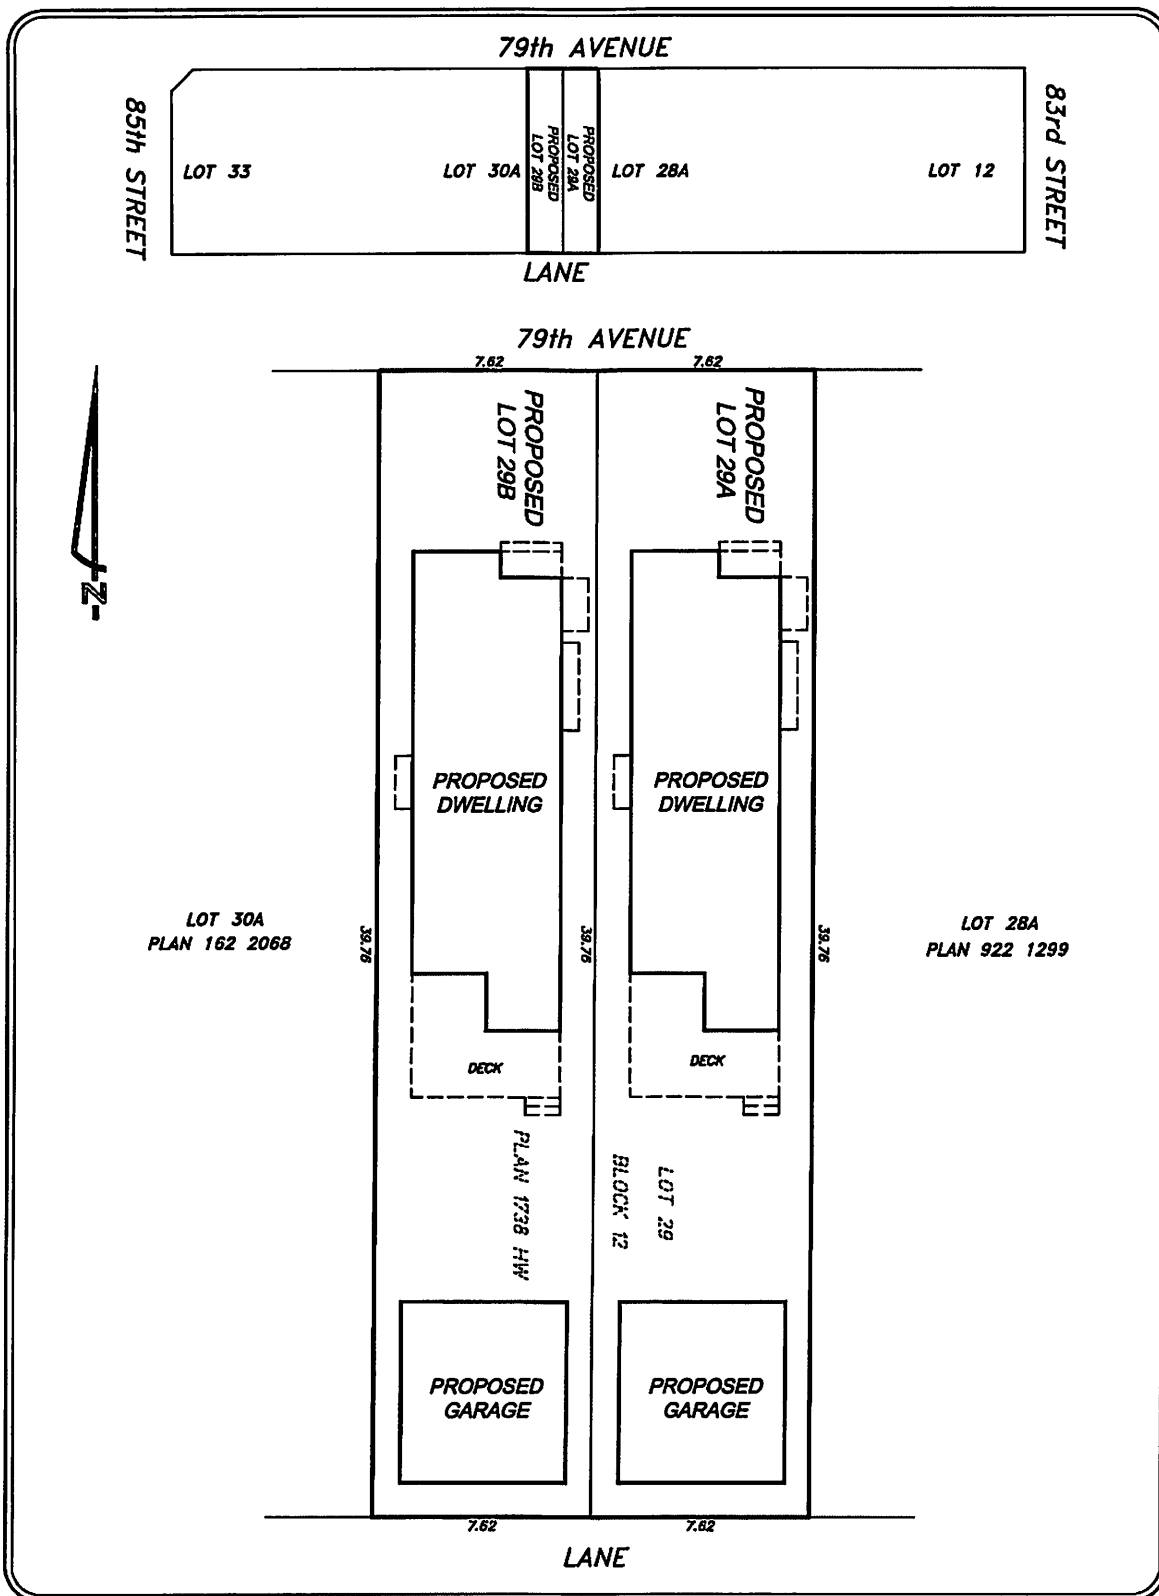 79th AVENUE
85th STREET
LOT 33
LOT 30A
PROPOSED
LOT 29B
PROPOSED
LOT 29A
LOT 28A
LOT 12
83rd STREET
LANE
79th AVENUE
7.62
7.62
PROPOSED
LOT 29B
PROPOSED
LOT 29A
N
PROPOSED
DWELLING
PROPOSED
DWELLING
LOT 30A
PLAN 162 2068
39.76
39.76
39.76
LOT 28A
PLAN 922 1299
DECK
DECK
PLAN 1738 HW
BLOCK 12
LOT 29
PROPOSED
GARAGE
PROPOSED
GARAGE
7.62
7.62
LANE